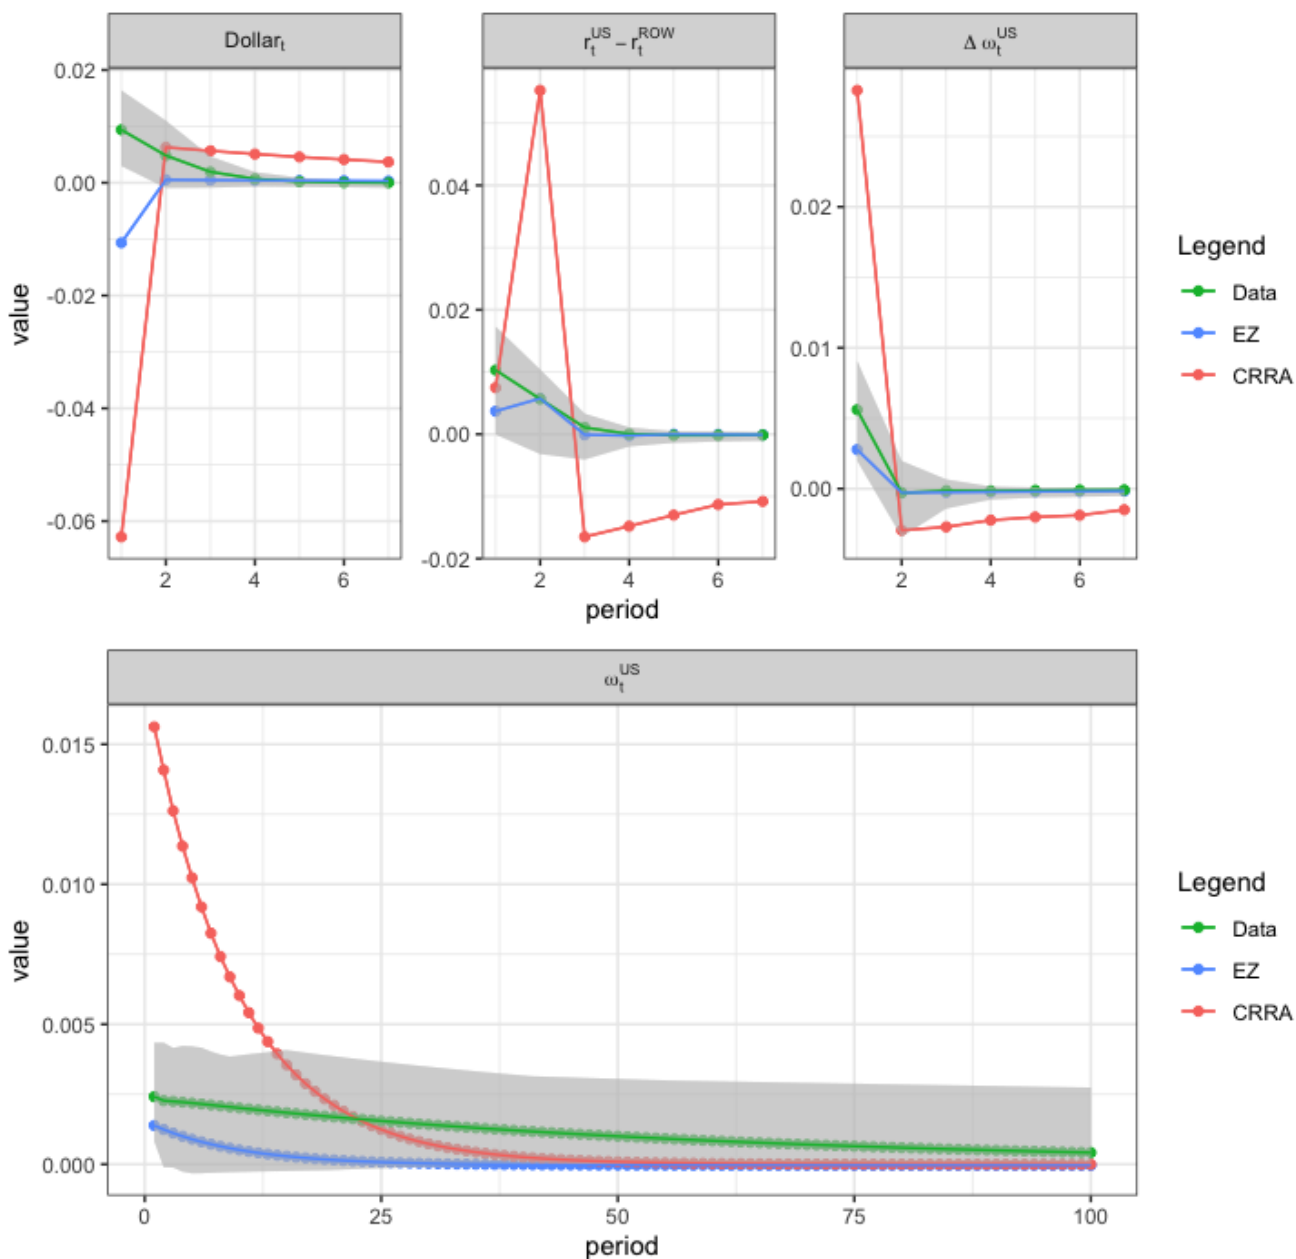 Dollar_t
r_t^US − r_t^ROW
Δ ω_t^US
value
0.02
0.00
-0.02
-0.04
-0.06
0.04
0.02
0.00
-0.02
0.02
0.01
0.00
2 4 6
2 4 6
2 4 6
period
Legend
Data
EZ
CRRA
ω_t^US
value
0.015
0.010
0.005
0.000
0 25 50 75 100
period
Legend
Data
EZ
CRRA